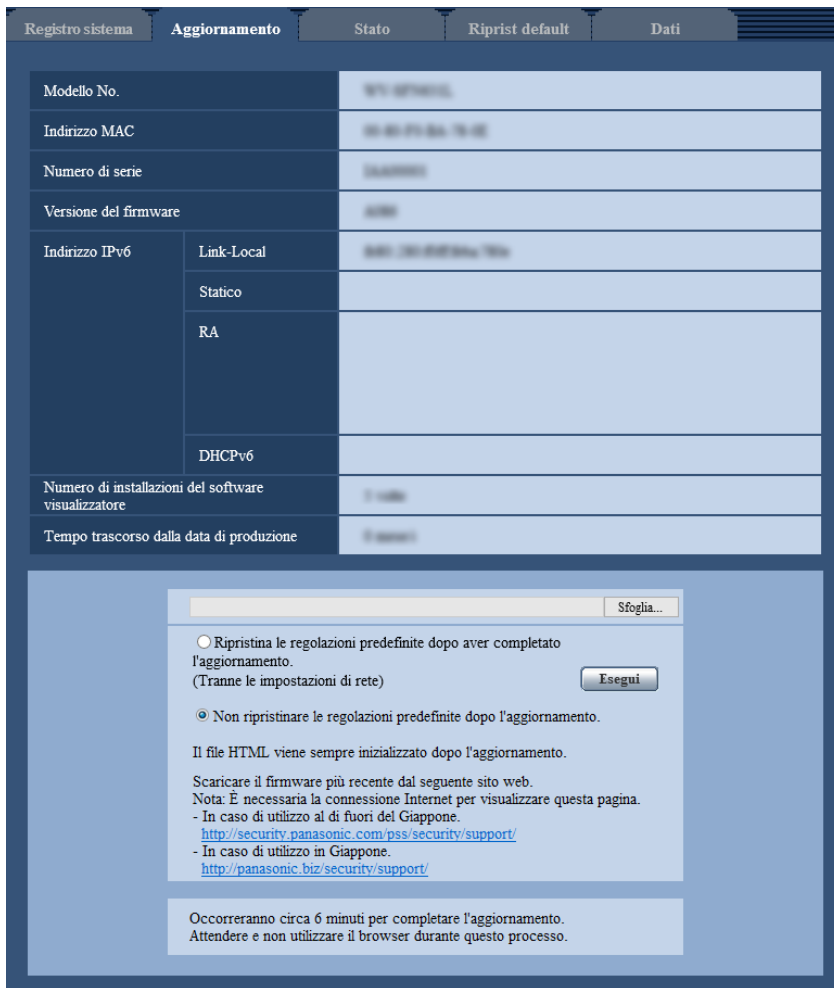 Registro sistema
Aggiornamento
Stato
Riprist default
Dati
Modello No.
Indirizzo MAC
Numero di serie
Versione del firmware
Indirizzo IPv6
Link-Local
Statico
RA
DHCPv6
Numero di installazioni del software
visualizzatore
Tempo trascorso dalla data di produzione
Sfoglia...
Ripristina le regolazioni predefinite dopo aver completato
l'aggiornamento.
(Tranne le impostazioni di rete)
Esegui
Non ripristinare le regolazioni predefinite dopo l'aggiornamento.
Il file HTML viene sempre inizializzato dopo l'aggiornamento.
Scaricare il firmware più recente dal seguente sito web.
Nota: È necessaria la connessione Internet per visualizzare questa pagina.
- In caso di utilizzo al di fuori del Giappone.
http://security.panasonic.com/pss/security/support/
- In caso di utilizzo in Giappone.
http://panasonic.biz/security/support/
Occorreranno circa 6 minuti per completare l'aggiornamento.
Attendere e non utilizzare il browser durante questo processo.